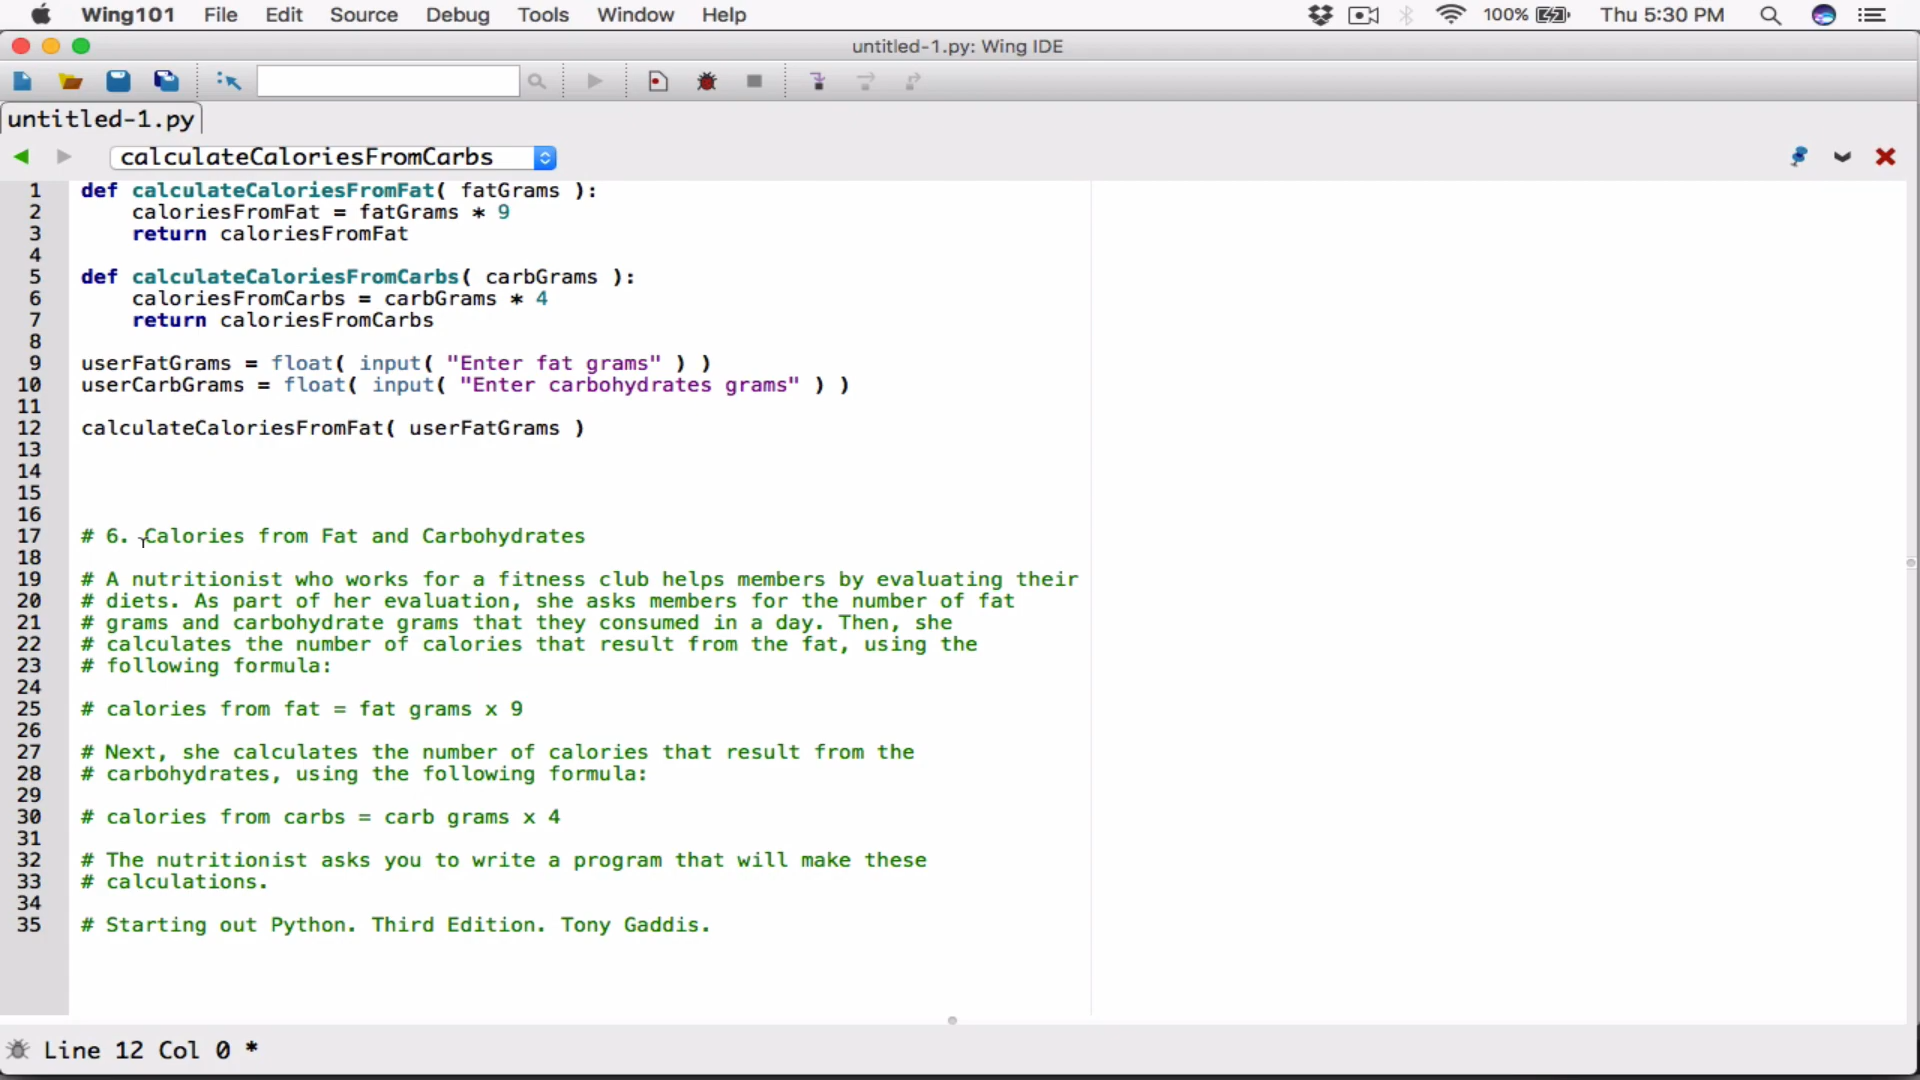 Wing101 File Edit Source Debug Tools Window Help 100% Thu 5:30 PM
untitled-1.py: Wing IDE
untitled-1.py
calculateCaloriesFromCarbs
1 def calculateCaloriesFromFat( fatGrams ):
2     caloriesFromFat = fatGrams * 9
3     return caloriesFromFat
4
5 def calculateCaloriesFromCarbs( carbGrams ):
6     caloriesFromCarbs = carbGrams * 4
7     return caloriesFromCarbs
8
9 userFatGrams = float( input( "Enter fat grams" ) )
10 userCarbGrams = float( input( "Enter carbohydrates grams" ) )
11
12 calculateCaloriesFromFat( userFatGrams )
13
14
15
16
17 # 6. Calories from Fat and Carbohydrates
18
19 # A nutritionist who works for a fitness club helps members by evaluating their
20 # diets. As part of her evaluation, she asks members for the number of fat
21 # grams and carbohydrate grams that they consumed in a day. Then, she
22 # calculates the number of calories that result from the fat, using the
23 # following formula:
24
25 # calories from fat = fat grams x 9
26
27 # Next, she calculates the number of calories that result from the
28 # carbohydrates, using the following formula:
29
30 # calories from carbs = carb grams x 4
31
32 # The nutritionist asks you to write a program that will make these
33 # calculations.
34
35 # Starting out Python. Third Edition. Tony Gaddis.
Line 12 Col 0 *